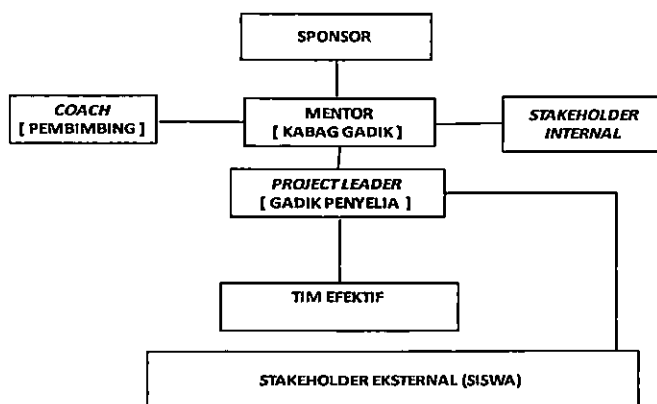 SPONSOR
COACH
[ PEMBIMBING ]
MENTOR
[ KABAG GADIK ]
STAKEHOLDER
INTERNAL
PROJECT LEADER
[ GADIK PENYELIA ]
TIM EFEKTIF
STAKEHOLDER EKSTERNAL (SISWA)